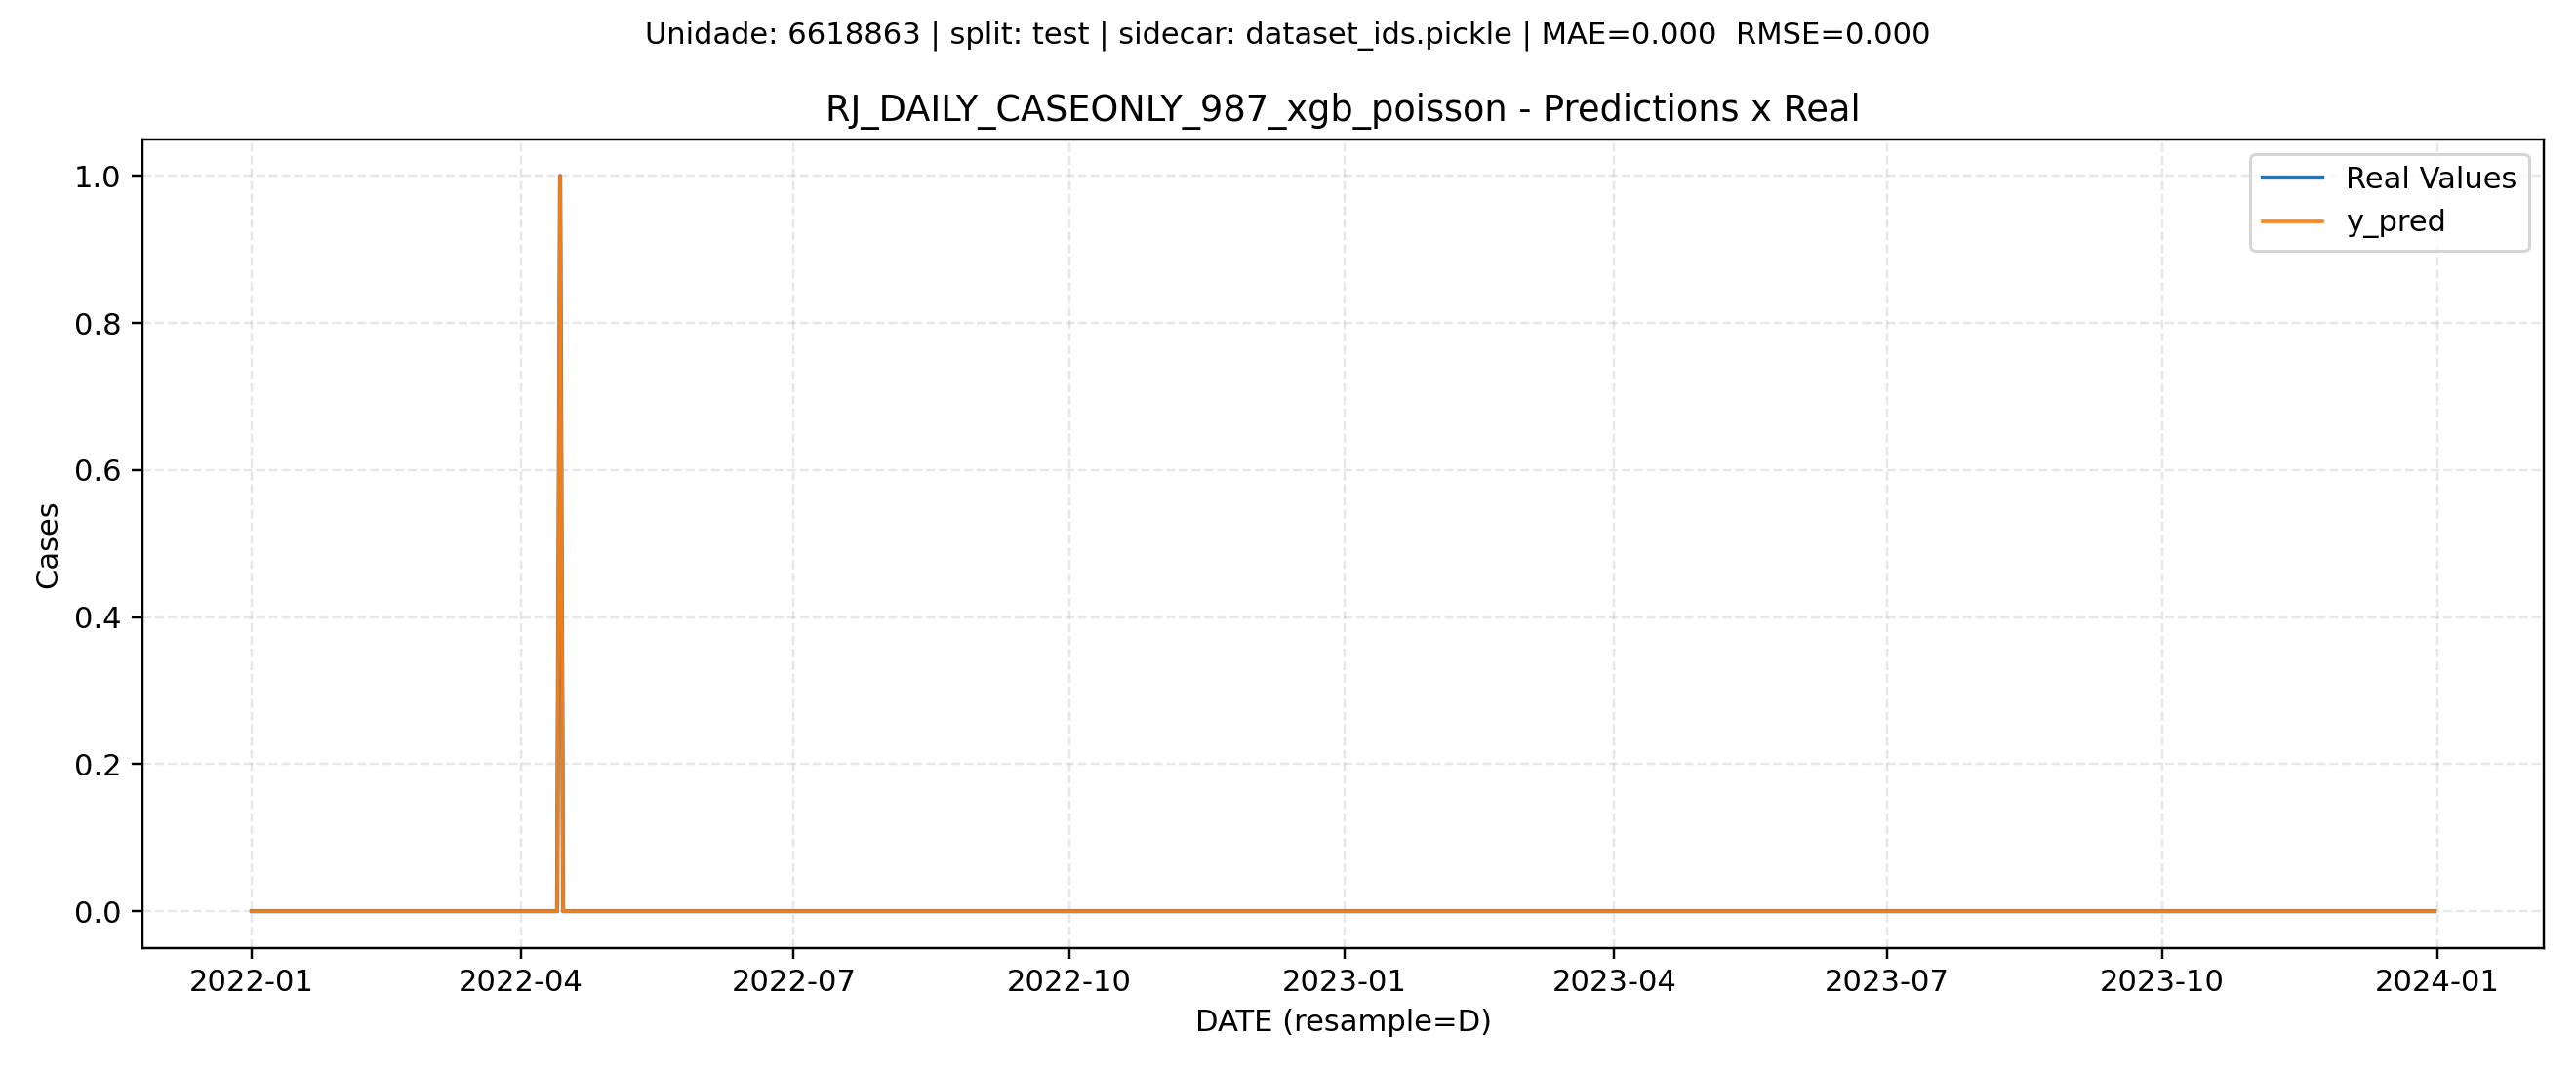 Unidade: 6618863 | split: test | sidecar: dataset_ids.pickle | MAE=0.000  RMSE=0.000
RJ_DAILY_CASEONLY_987_xgb_poisson - Predictions x Real
Real Values
y_pred
1.0
0.8
0.6
0.4
0.2
0.0
Cases
2022-01 2022-04 2022-07 2022-10 2023-01 2023-04 2023-07 2023-10 2024-01
DATE (resample=D)